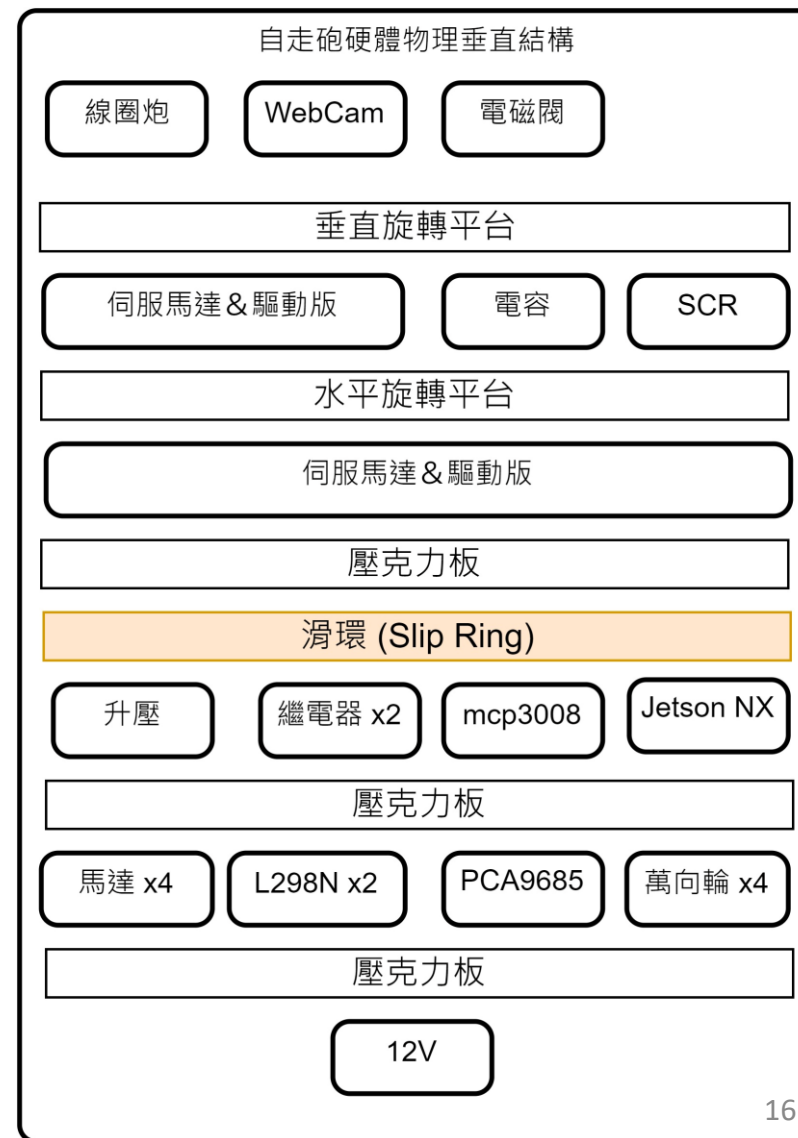 自走砲硬體物理垂直結構
線圈炮 WebCam 電磁閥
垂直旋轉平台
伺服馬達＆驅動版 電容 SCR
水平旋轉平台
伺服馬達＆驅動版
壓克力板
滑環 (Slip Ring)
升壓 繼電器 x2 mcp3008 Jetson NX
壓克力板
馬達 x4 L298N x2 PCA9685 萬向輪 x4
壓克力板
12V
16